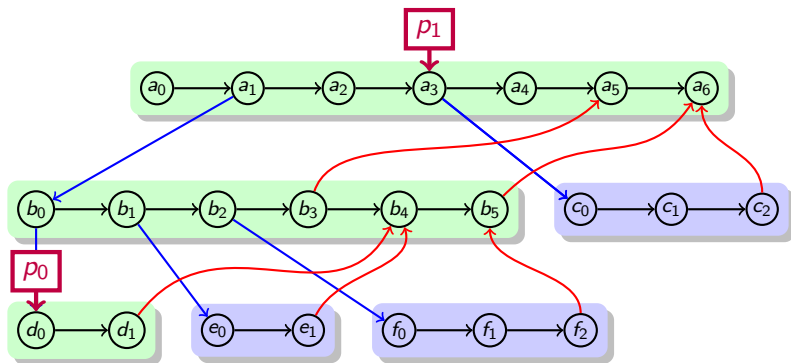 p₁
a₀ a₁ a₂ a₃ a₄ a₅ a₆
b₀ b₁ b₂ b₃ b₄ b₅ c₀ c₁ c₂
p₀
d₀ d₁ e₀ e₁ f₀ f₁ f₂